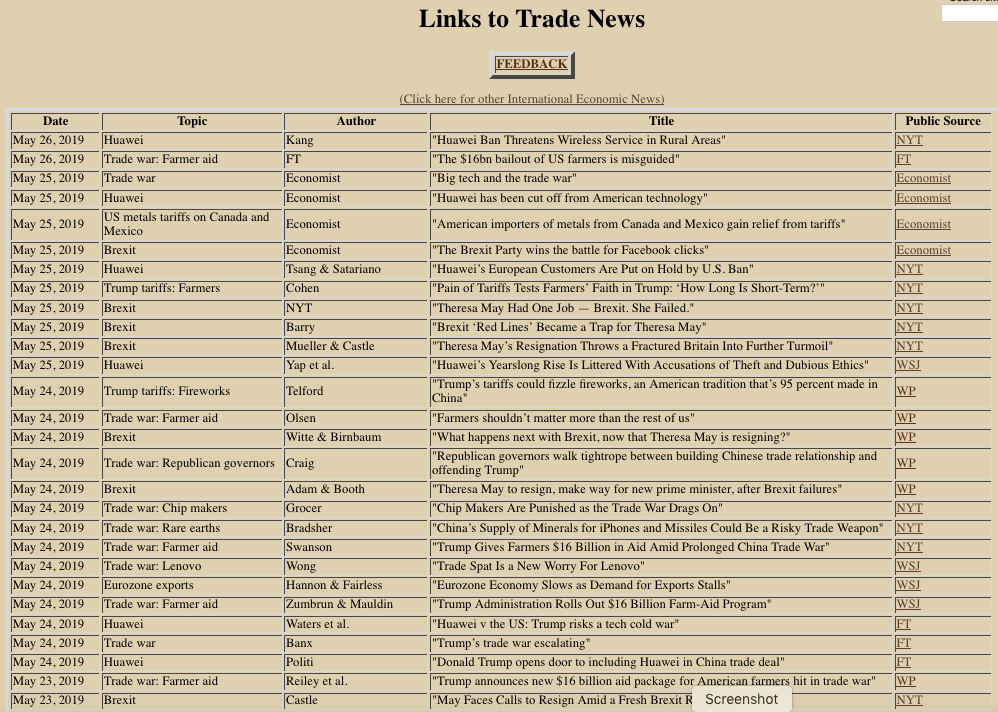 Links to Trade News
FEEDBACK
(Click here for other International Economic News)
Date Topic Author Title Public Source
May 26, 2019 Huawei Kang "Huawei Ban Threatens Wireless Service in Rural Areas" NYT
May 26, 2019 Trade war: Farmer aid FT "The $16bn bailout of US farmers is misguided" FT
May 25, 2019 Trade war Economist "Big tech and the trade war" Economist
May 25, 2019 Huawei Economist "Huawei has been cut off from American technology" Economist
May 25, 2019 US metals tariffs on Canada and Mexico Economist "American importers of metals from Canada and Mexico gain relief from tariffs" Economist
May 25, 2019 Brexit Economist "The Brexit Party wins the battle for Facebook clicks" Economist
May 25, 2019 Huawei Tsang & Satariano "Huawei’s European Customers Are Put on Hold by U.S. Ban" NYT
May 25, 2019 Trump tariffs: Farmers Cohen "Pain of Tariffs Tests Farmers’ Faith in Trump: ‘How Long Is Short-Term?’" NYT
May 25, 2019 Brexit NYT "Theresa May Had One Job — Brexit. She Failed." NYT
May 25, 2019 Brexit Barry "Brexit ‘Red Lines’ Became a Trap for Theresa May" NYT
May 25, 2019 Brexit Mueller & Castle "Theresa May’s Resignation Throws a Fractured Britain Into Further Turmoil" NYT
May 25, 2019 Huawei Yap et al. "Huawei’s Yearslong Rise Is Littered With Accusations of Theft and Dubious Ethics" WSJ
May 24, 2019 Trump tariffs: Fireworks Telford "Trump’s tariffs could fizzle fireworks, an American tradition that’s 95 percent made in China" WP
May 24, 2019 Trade war: Farmer aid Olsen "Farmers shouldn’t matter more than the rest of us" WP
May 24, 2019 Brexit Witte & Birnbaum "What happens next with Brexit, now that Theresa May is resigning?" WP
May 24, 2019 Trade war: Republican governors Craig "Republican governors walk tightrope between building Chinese trade relationship and offending Trump" WP
May 24, 2019 Brexit Adam & Booth "Theresa May to resign, make way for new prime minister, after Brexit failures" WP
May 24, 2019 Trade war: Chip makers Grocer "Chip Makers Are Punished as the Trade War Drags On" NYT
May 24, 2019 Trade war: Rare earths Bradsher "China’s Supply of Minerals for iPhones and Missiles Could Be a Risky Trade Weapon" NYT
May 24, 2019 Trade war: Farmer aid Swanson "Trump Gives Farmers $16 Billion in Aid Amid Prolonged China Trade War" NYT
May 24, 2019 Trade war: Lenovo Wong "Trade Spat Is a New Worry For Lenovo" WSJ
May 24, 2019 Eurozone exports Hannon & Fairless "Eurozone Economy Slows as Demand for Exports Stalls" WSJ
May 24, 2019 Trade war: Farmer aid Zumbrun & Mauldin "Trump Administration Rolls Out $16 Billion Farm-Aid Program" WSJ
May 24, 2019 Huawei Waters et al. "Huawei v the US: Trump risks a tech cold war" FT
May 24, 2019 Trade war Banx "Trump’s trade war escalating" FT
May 24, 2019 Huawei Politi "Donald Trump opens door to including Huawei in China trade deal" FT
May 23, 2019 Trade war: Farmer aid Reiley et al. "Trump announces new $16 billion aid package for American farmers hit in trade war" WP
May 23, 2019 Brexit Castle "May Faces Calls to Resign Amid a Fresh Brexit NYT
Screenshot